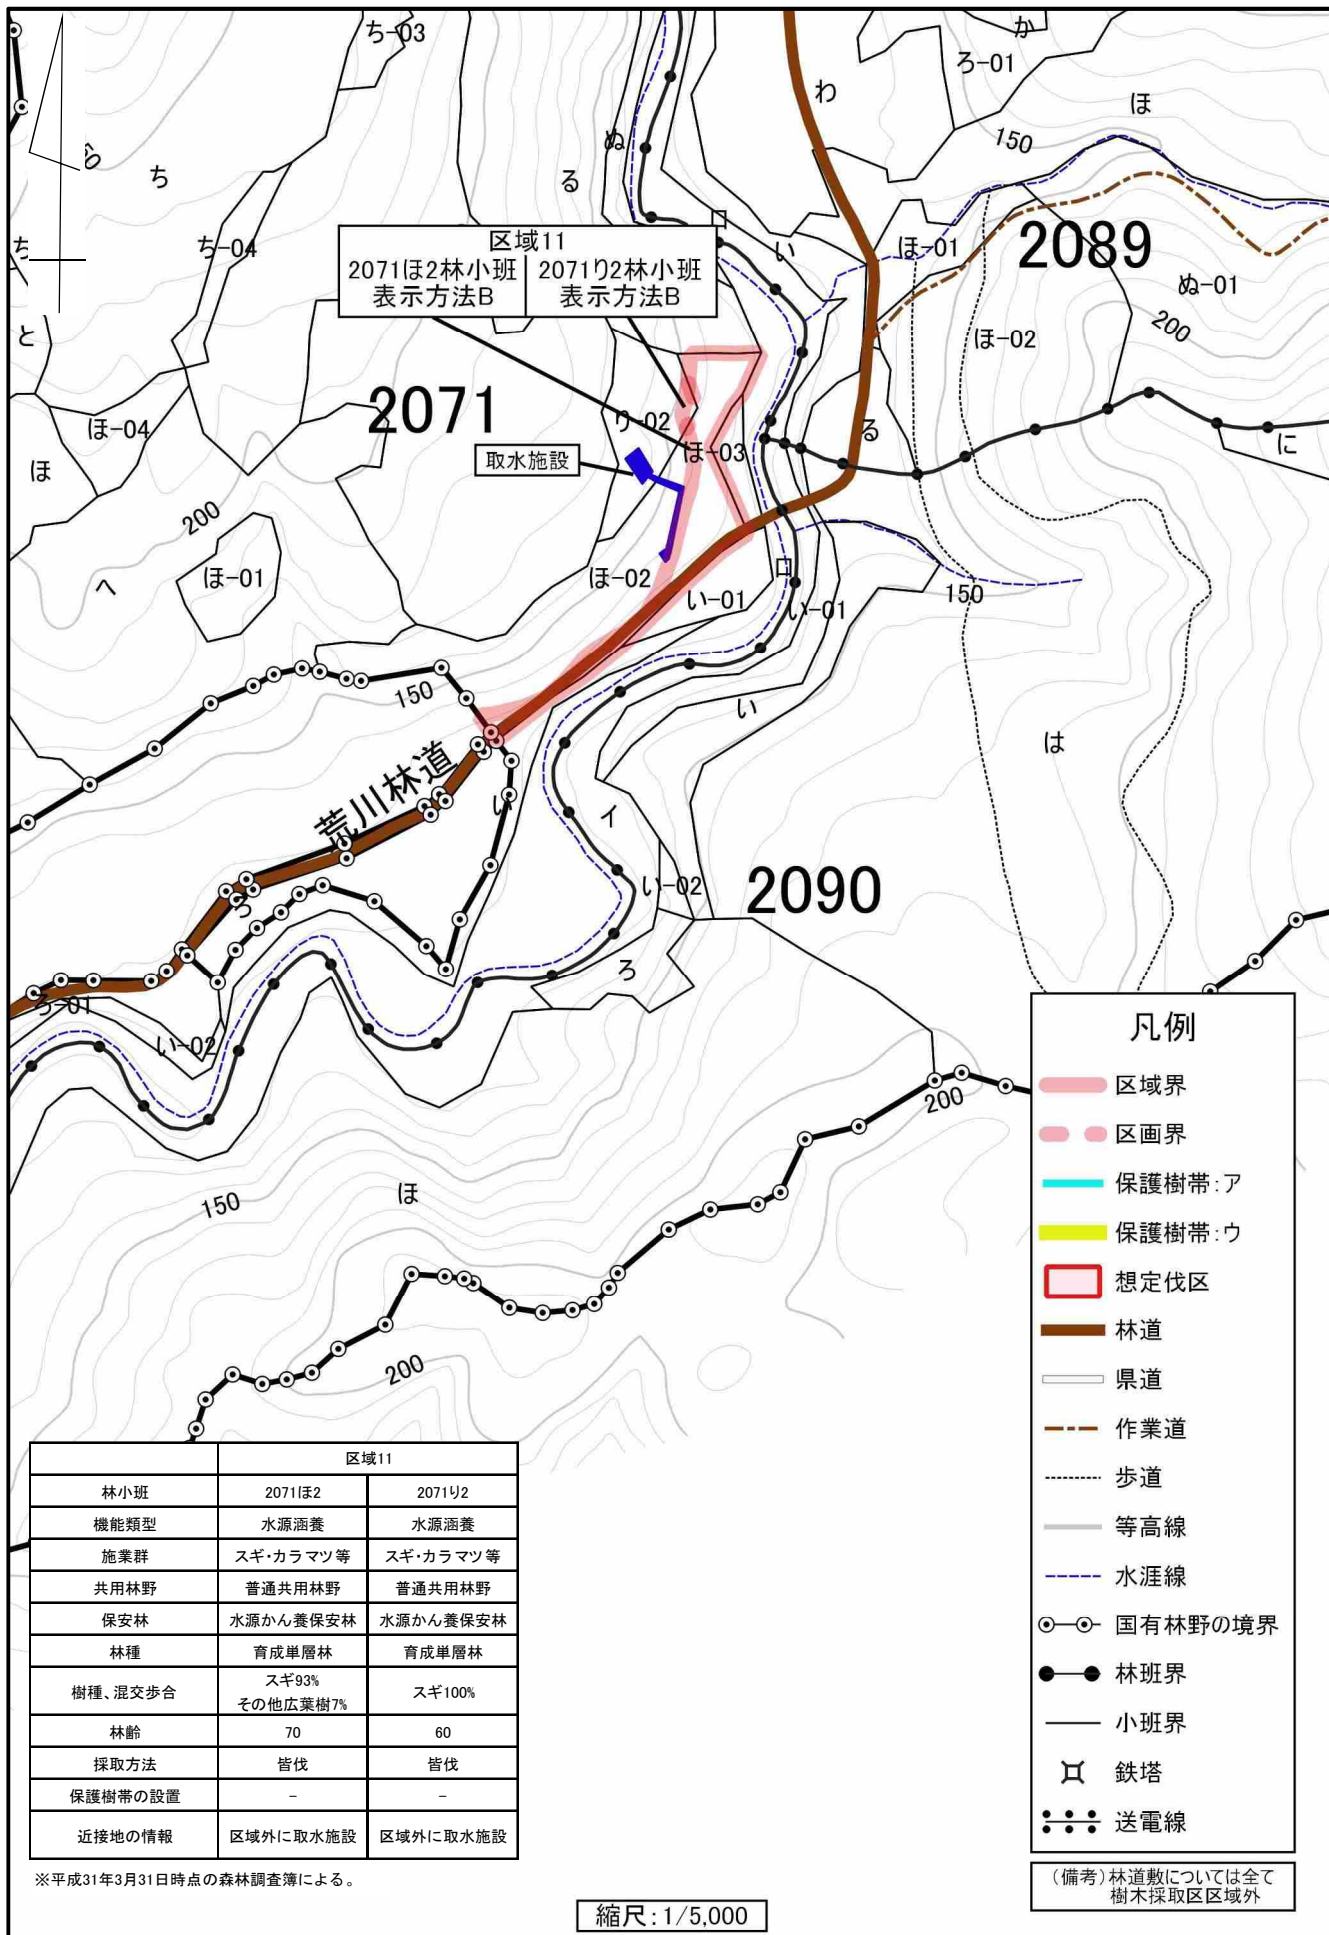 ち-03
か
ろ-01
わ
ほ
150
ぬ
る
ち
ロ
い
ち-04
ほ-01
2089
ぬ-01
200
と
ほ-02
区域11
2071ほ2林小班 2071り2林小班
表示方法B 表示方法B
2071
り-02
ほ-04
ほ-03
る
に
ほ
取水施設
200
へ
ほ-01
ほ-02
い-01
ロ
い-01
150
150
い
は
荒川林道
い
イ
い-02
2090
ろ
ろ
ろ-01
い-02
200
150
ほ
200
凡例
区域界
区画界
保護樹帯:ア
保護樹帯:ウ
想定伐区
林道
県道
作業道
歩道
等高線
水涯線
国有林野の境界
林班界
小班界
鉄塔
送電線
(備考)林道敷については全て
樹木採取区区域外
区域11
林小班 2071ほ2 2071り2
機能類型 水源涵養 水源涵養
施業群 スギ・カラマツ等 スギ・カラマツ等
共用林野 普通共用林野 普通共用林野
保安林 水源かん養保安林 水源かん養保安林
林種 育成単層林 育成単層林
樹種、混交歩合 スギ93% その他広葉樹7% スギ100%
林齢 70 60
採取方法 皆伐 皆伐
保護樹帯の設置 - -
近接地の情報 区域外に取水施設 区域外に取水施設
※平成31年3月31日時点の森林調査簿による。
縮尺:1/5,000